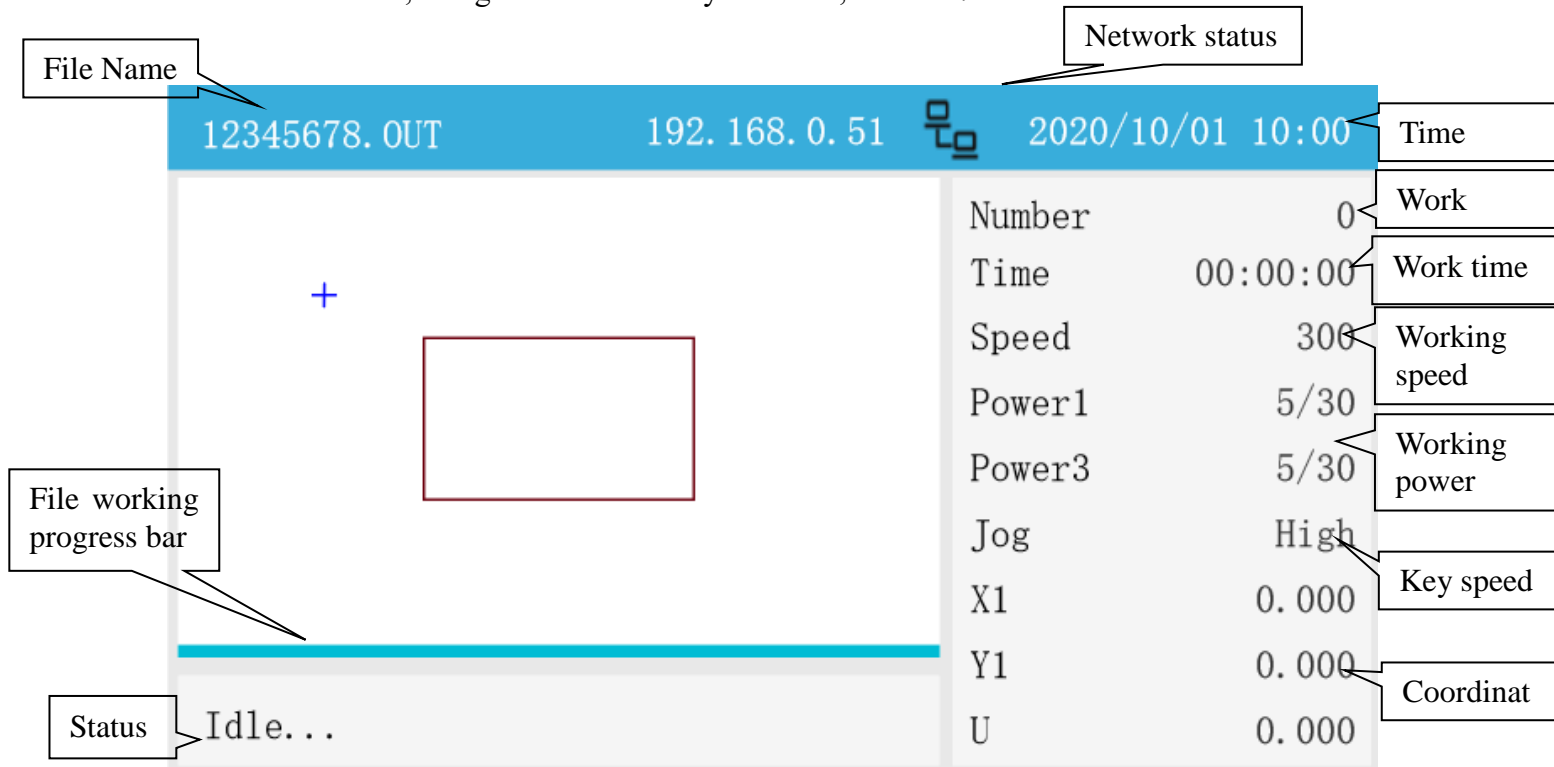 Network status
File Name
12345678.OUT 192.168.0.51 2020/10/01 10:00
Time
Number 0
Work
Time 00:00:00
Work time
Speed 300
Working
speed
Power1 5/30
Power3 5/30
Working
power
File working
progress bar
Jog High
Key speed
X1 0.000
Y1 0.000
Coordinat
Status
Idle...
U 0.000